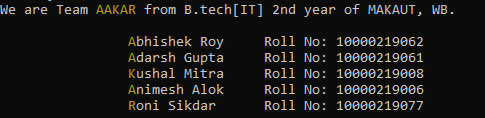 We are Team AAKAR from B.tech[IT] 2nd year of MAKAUT, WB.
Abhishek Roy Roll No: 10000219062
Adarsh Gupta Roll No: 10000219061
Kushal Mitra Roll No: 10000219008
Animesh Alok Roll No: 10000219006
Roni Sikdar Roll No: 10000219077